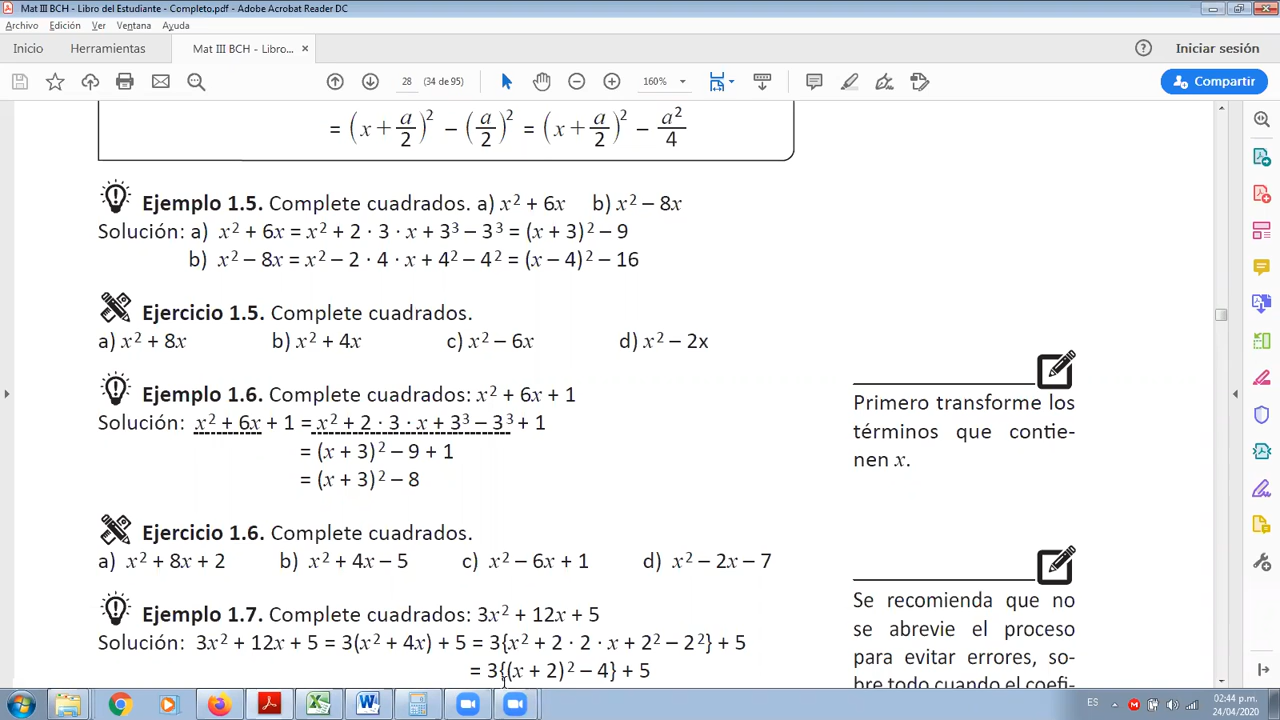 Mat III BCH - Libro del Estudiante - Completo.pdf - Adobe Acrobat Reader DC
Archivo Edición Ver Ventana Ayuda
Inicio Herramientas Mat III BCH - Libro... ×
Iniciar sesión
28 (34 de 95) 160% Compartir
= (x + a/2)² − (a/2)² = (x + a/2)² − a²/4
Ejemplo 1.5. Complete cuadrados. a) x² + 6x b) x² − 8x
Solución: a) x² + 6x = x² + 2 · 3 · x + 3³ − 3³ = (x + 3)² − 9
b) x² − 8x = x² − 2 · 4 · x + 4² − 4² = (x − 4)² − 16
Ejercicio 1.5. Complete cuadrados.
a) x² + 8x b) x² + 4x c) x² − 6x d) x² − 2x
Ejemplo 1.6. Complete cuadrados: x² + 6x + 1
Solución: x² + 6x + 1 = x² + 2 · 3 · x + 3³ − 3³ + 1
= (x + 3)² − 9 + 1
= (x + 3)² − 8
Primero transforme los
términos que contie-
nen x.
Ejercicio 1.6. Complete cuadrados.
a) x² + 8x + 2 b) x² + 4x − 5 c) x² − 6x + 1 d) x² − 2x − 7
Ejemplo 1.7. Complete cuadrados: 3x² + 12x + 5
Solución: 3x² + 12x + 5 = 3(x² + 4x) + 5 = 3{x² + 2 · 2 · x + 2² − 2²} + 5
= 3{(x + 2)² − 4} + 5
Se recomienda que no
se abrevie el proceso
para evitar errores, so-
bre todo cuando el coefi-
ES
02:44 p.m.
24/04/2020